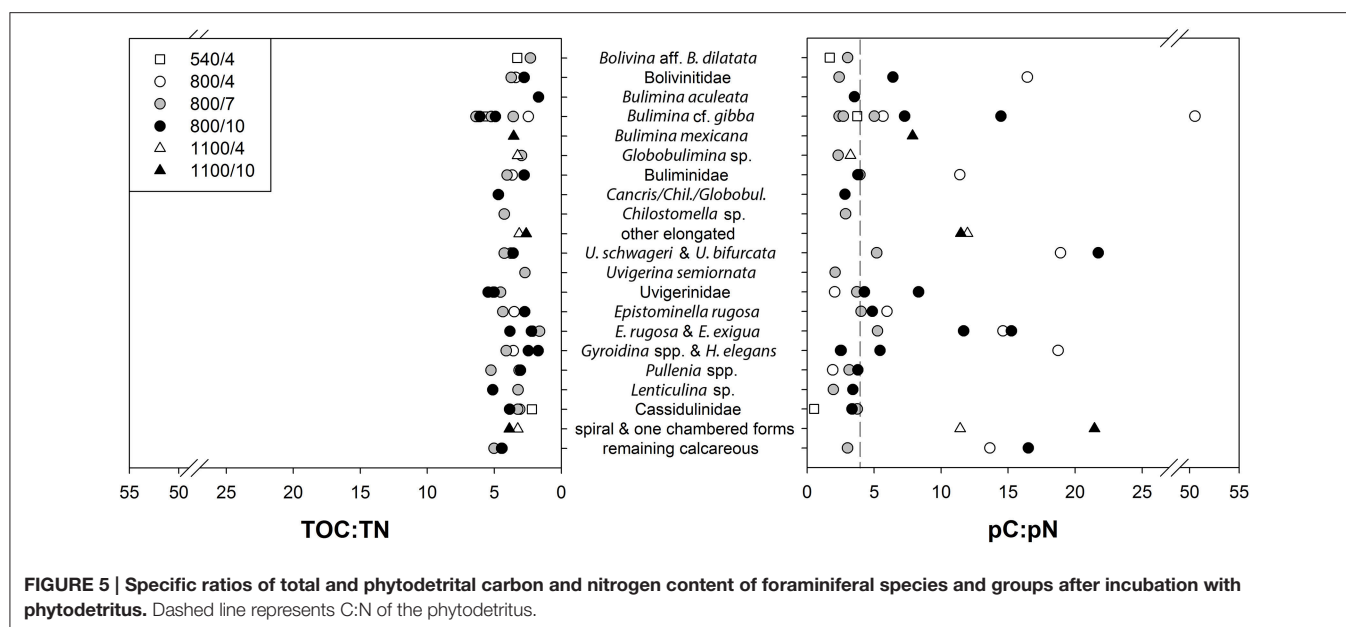 540/4
800/4
800/7
800/10
1100/4
1100/10
Bolivina aff. B. dilatata
Bolivinitidae
Bulimina aculeata
Bulimina cf. gibba
Bulimina mexicana
Globobulimina sp.
Buliminidae
Cancris/Chil./Globobul.
Chilostomella sp.
other elongated
U. schwageri & U. bifurcata
Uvigerina semiornata
Uvigerinidae
Epistominella rugosa
E. rugosa & E. exigua
Gyroidina spp. & H. elegans
Pullenia spp.
Lenticulina sp.
Cassidulinidae
spiral & one chambered forms
remaining calcareous
55 50 25 20 15 10 5 0
TOC:TN
0 5 10 15 20 25 50 55
pC:pN
FIGURE 5 | Specific ratios of total and phytodetrital carbon and nitrogen content of foraminiferal species and groups after incubation with
phytodetritus. Dashed line represents C:N of the phytodetritus.